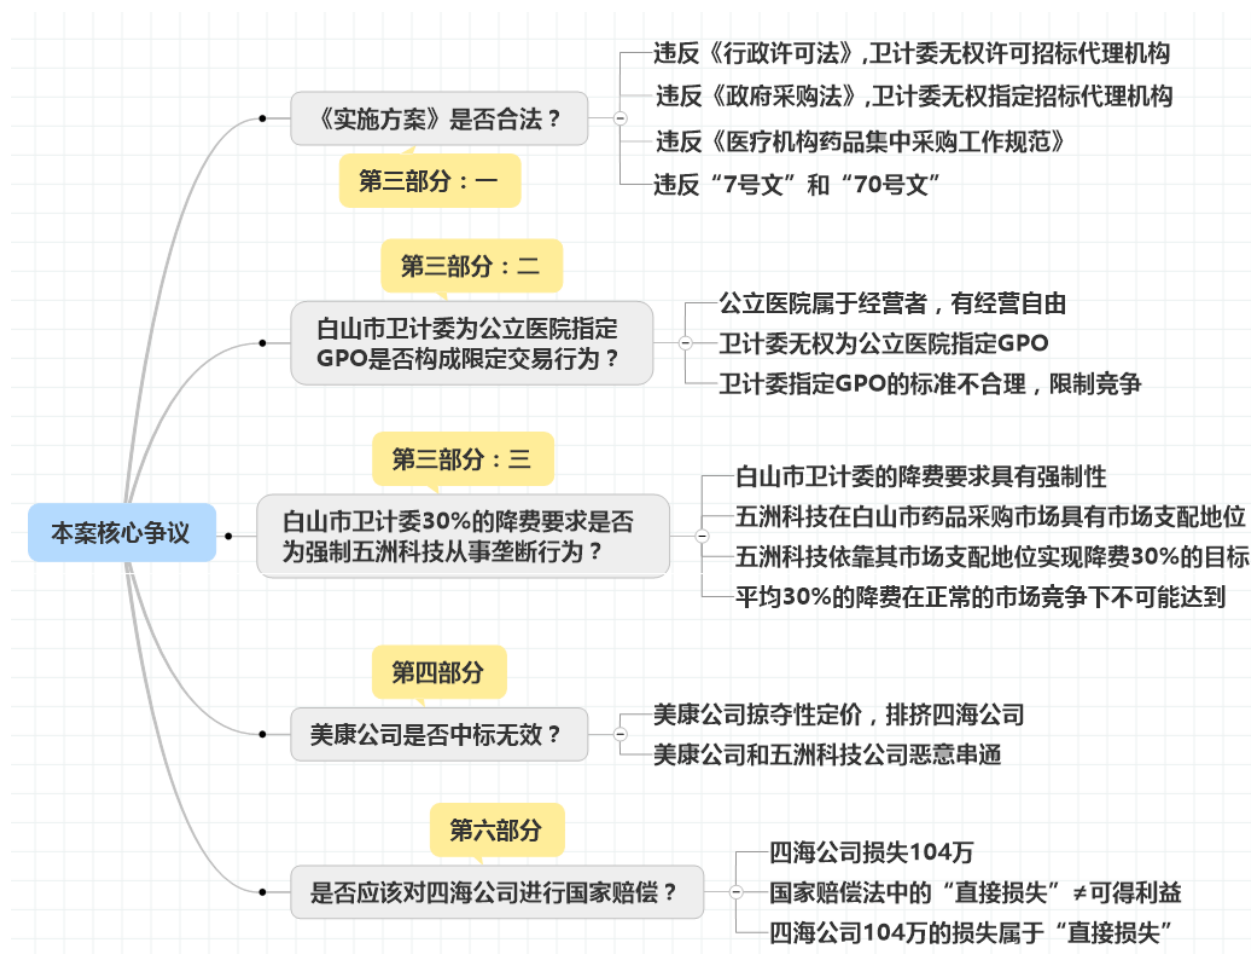 本案核心争议
《实施方案》是否合法？
第三部分：一
违反《行政许可法》,卫计委无权许可招标代理机构
违反《政府采购法》,卫计委无权指定招标代理机构
违反《医疗机构药品集中采购工作规范》
违反“7号文”和“70号文”
第三部分：二
白山市卫计委为公立医院指定
GPO是否构成限定交易行为？
公立医院属于经营者，有经营自由
卫计委无权为公立医院指定GPO
卫计委指定GPO的标准不合理，限制竞争
第三部分：三
白山市卫计委30%的降费要求是否
为强制五洲科技从事垄断行为？
白山市卫计委的降费要求具有强制性
五洲科技在白山市药品采购市场具有市场支配地位
五洲科技依靠其市场支配地位实现降费30%的目标
平均30%的降费在正常的市场竞争下不可能达到
第四部分
美康公司是否中标无效？
美康公司掠夺性定价，排挤四海公司
美康公司和五洲科技公司恶意串通
第六部分
是否应该对四海公司进行国家赔偿？
四海公司损失104万
国家赔偿法中的“直接损失”≠可得利益
四海公司104万的损失属于“直接损失”